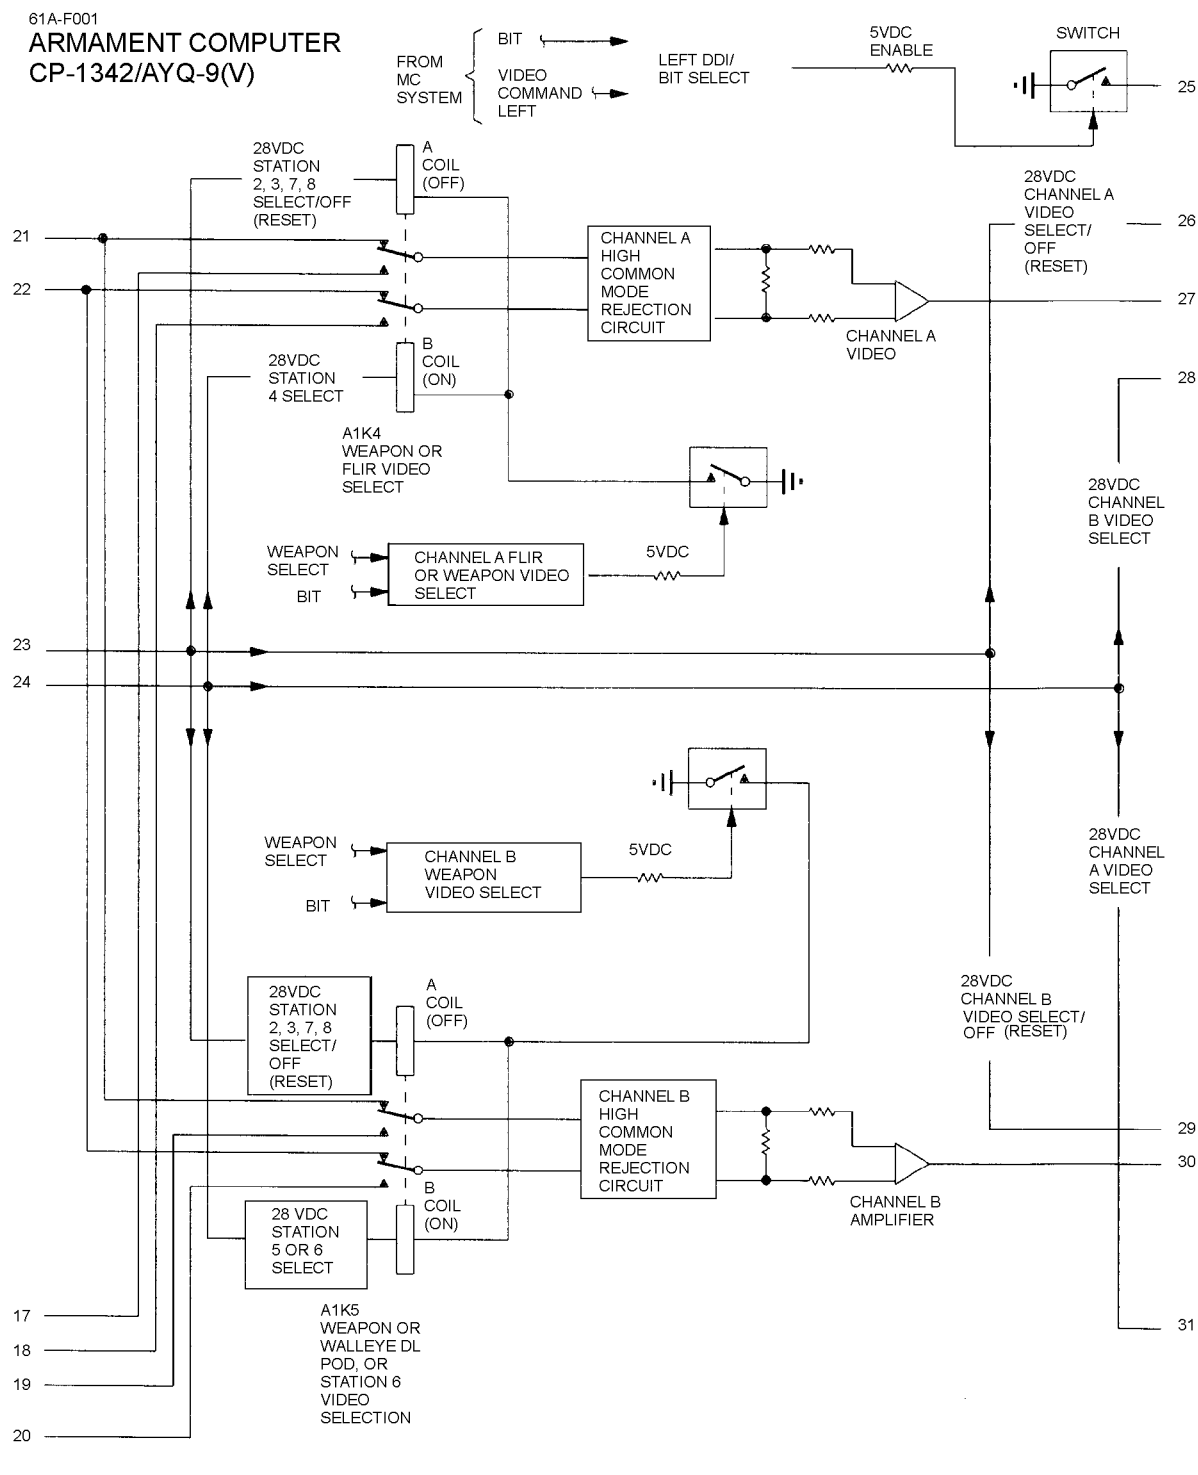 61A-F001
ARMAMENT COMPUTER
CP-1342/AYQ-9(V)
FROM
MC
SYSTEM
BIT
VIDEO
COMMAND
LEFT
LEFT DDI/
BIT SELECT
5VDC
ENABLE
SWITCH
25
28VDC
STATION
2, 3, 7, 8
SELECT/OFF
(RESET)
A
COIL
(OFF)
28VDC
CHANNEL A
VIDEO
SELECT/
OFF
(RESET)
26
21
22
CHANNEL A
HIGH
COMMON
MODE
REJECTION
CIRCUIT
CHANNEL A
VIDEO
27
28VDC
STATION
4 SELECT
B
COIL
(ON)
28
A1K4
WEAPON OR
FLIR VIDEO
SELECT
28VDC
CHANNEL
B VIDEO
SELECT
WEAPON
SELECT
BIT
CHANNEL A FLIR
OR WEAPON VIDEO
SELECT
5VDC
23
24
WEAPON
SELECT
BIT
CHANNEL B
WEAPON
VIDEO SELECT
5VDC
28VDC
CHANNEL
A VIDEO
SELECT
28VDC
STATION
2, 3, 7, 8
SELECT/
OFF
(RESET)
A
COIL
(OFF)
28VDC
CHANNEL B
VIDEO SELECT/
OFF (RESET)
CHANNEL B
HIGH
COMMON
MODE
REJECTION
CIRCUIT
29
30
CHANNEL B
AMPLIFIER
28 VDC
STATION
5 OR 6
SELECT
B
COIL
(ON)
A1K5
WEAPON OR
WALLEYE DL
POD, OR
STATION 6
VIDEO
SELECTION
17
18
19
20
31